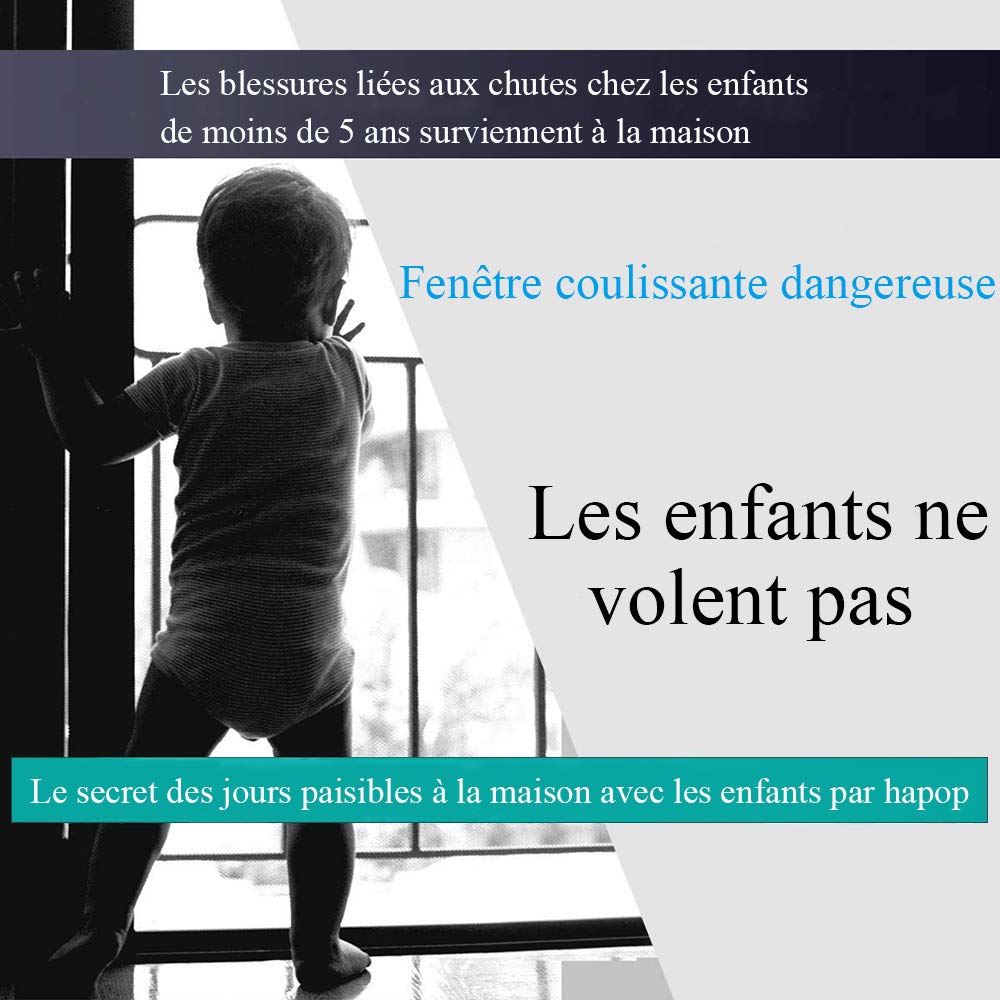 Les blessures liées aux chutes chez les enfants
de moins de 5 ans surviennent à la maison
Fenêtre coulissante dangereuse
Les enfants ne
volent pas
Le secret des jours paisibles à la maison avec les enfants par hapop